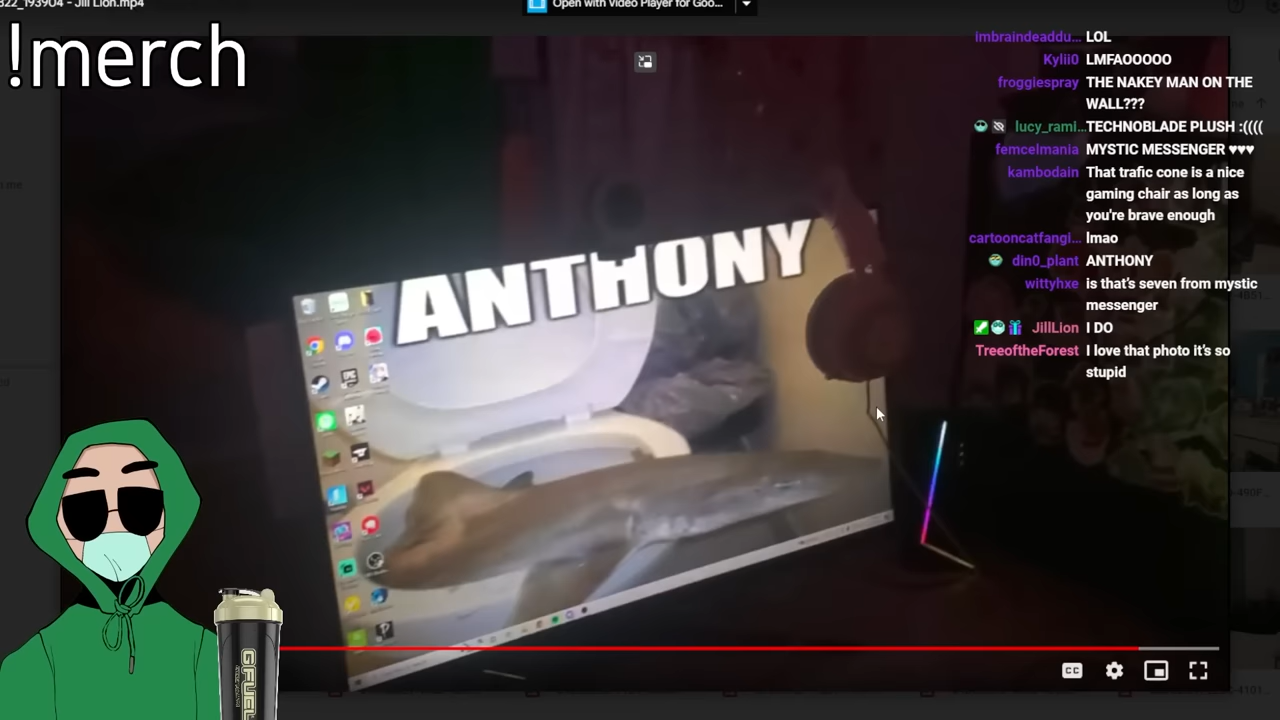 322_193904 - Jill Lion.mp4
Open with Video Player for Goo...
!merch
imbraindeaddu... LOL
Kylii0 LMFAOOOOO
froggiespray THE NAKEY MAN ON THE
WALL???
lucy_rami... TECHNOBLADE PLUSH :((((
femcelmania MYSTIC MESSENGER ♥♥♥
kambodain That trafic cone is a nice
gaming chair as long as
you're brave enough
cartooncatfangi... lmao
din0_plant ANTHONY
wittyhxe is that's seven from mystic
messenger
JillLion I DO
TreeoftheForest I love that photo it's so
stupid
ANTHONY
GFUEL
CC